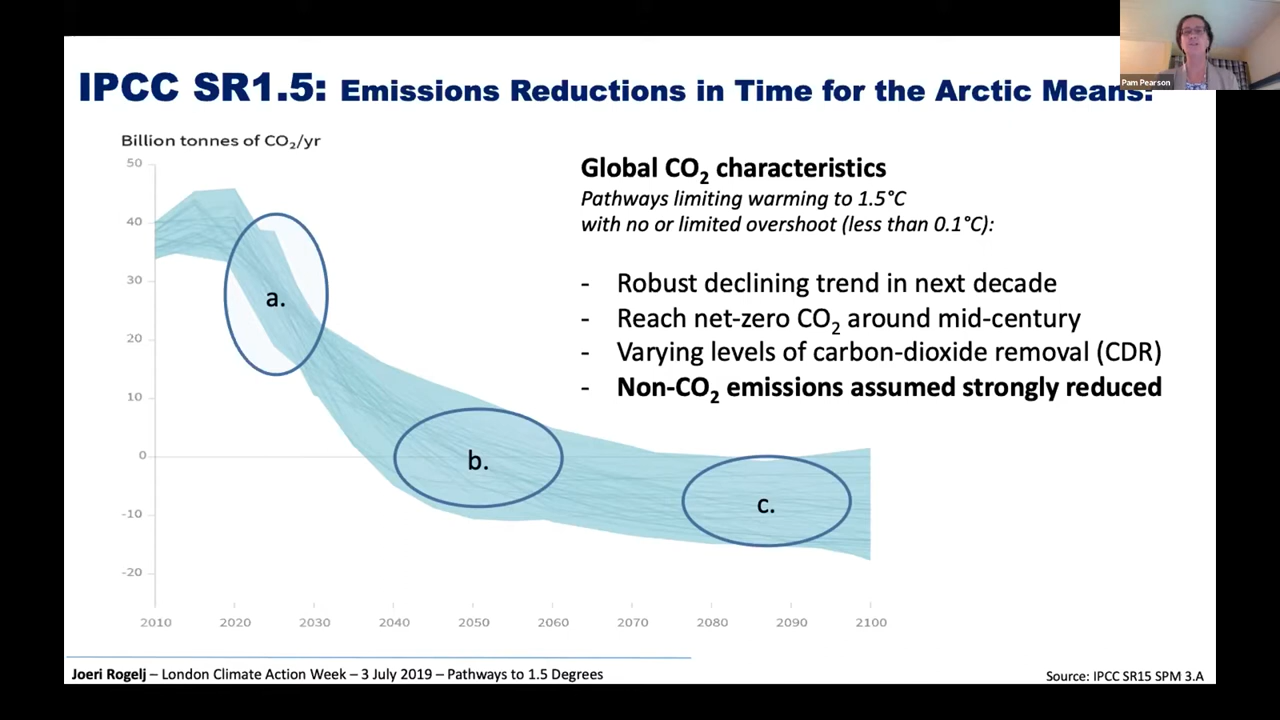 IPCC SR1.5: Emissions Reductions in Time for the Arctic Means:
Pam Pearson
Billion tonnes of CO₂/yr
50
40
30
20
10
0
-10
-20
2010 2020 2030 2040 2050 2060 2070 2080 2090 2100
a.
b.
c.
Global CO₂ characteristics
Pathways limiting warming to 1.5°C
with no or limited overshoot (less than 0.1°C):
- Robust declining trend in next decade
- Reach net-zero CO₂ around mid-century
- Varying levels of carbon-dioxide removal (CDR)
- Non-CO₂ emissions assumed strongly reduced
Joeri Rogelj – London Climate Action Week – 3 July 2019 – Pathways to 1.5 Degrees
Source: IPCC SR15 SPM 3.A